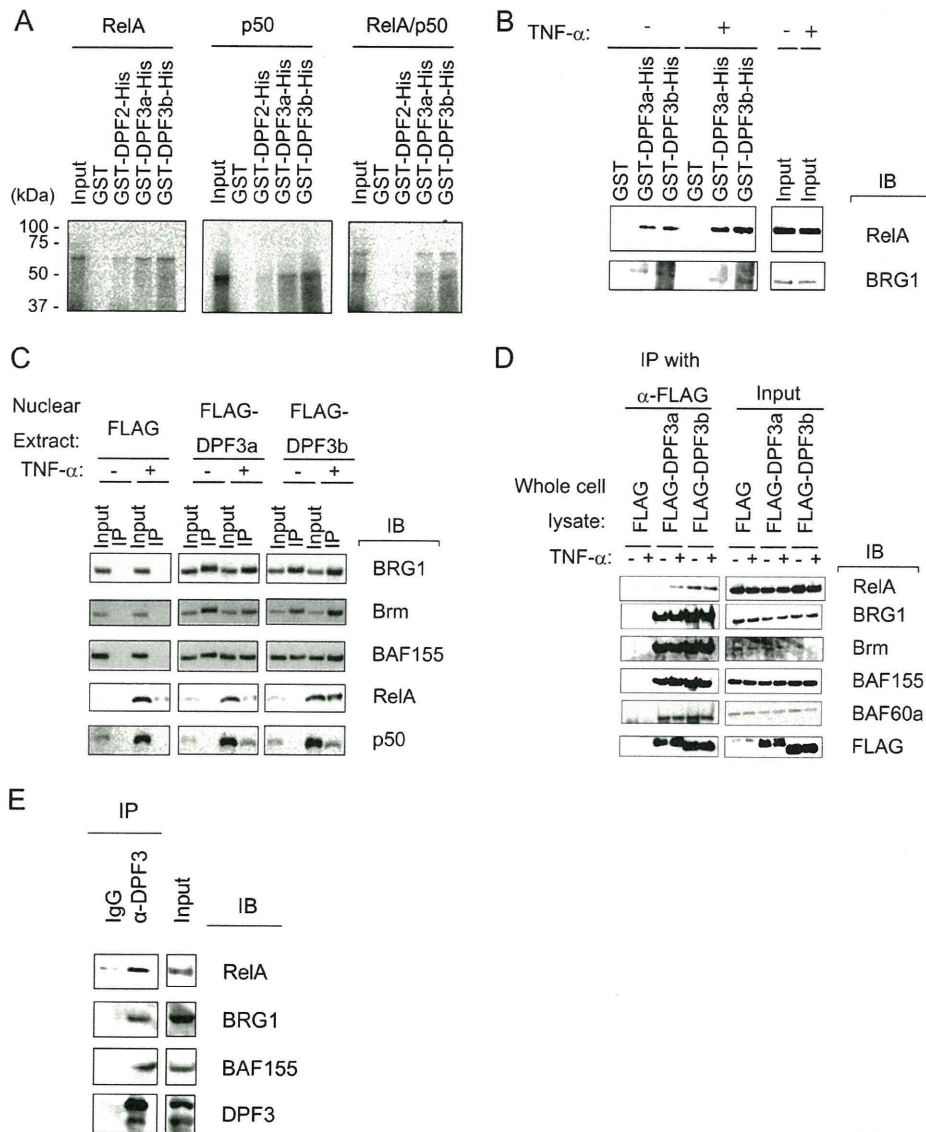 A
RelA
p50
RelA/p50
Input
GST
GST-DPF2-His
GST-DPF3a-His
GST-DPF3b-His
Input
GST
GST-DPF2-His
GST-DPF3a-His
GST-DPF3b-His
Input
GST
GST-DPF2-His
GST-DPF3a-His
GST-DPF3b-His
(kDa)
100 -
75 -
50 -
37 -
B
TNF-α: - + - +
GST
GST-DPF3a-His
GST-DPF3b-His
GST
GST-DPF3a-His
GST-DPF3b-His
Input
Input
IB
RelA
BRG1
C
Nuclear
Extract:
FLAG
FLAG-
DPF3a
FLAG-
DPF3b
TNF-α: - + - + - +
Input
IP
Input
IP
Input
IP
Input
IP
Input
IP
Input
IP
IB
BRG1
Brm
BAF155
RelA
p50
D
IP with
α-FLAG
Input
Whole cell
lysate:
FLAG
FLAG-DPF3a
FLAG-DPF3b
FLAG
FLAG-DPF3a
FLAG-DPF3b
TNF-α: - + - + - + - + - + - +
IB
RelA
BRG1
Brm
BAF155
BAF60a
FLAG
E
IP
IgG
α-DPF3
Input
IB
RelA
BRG1
BAF155
DPF3